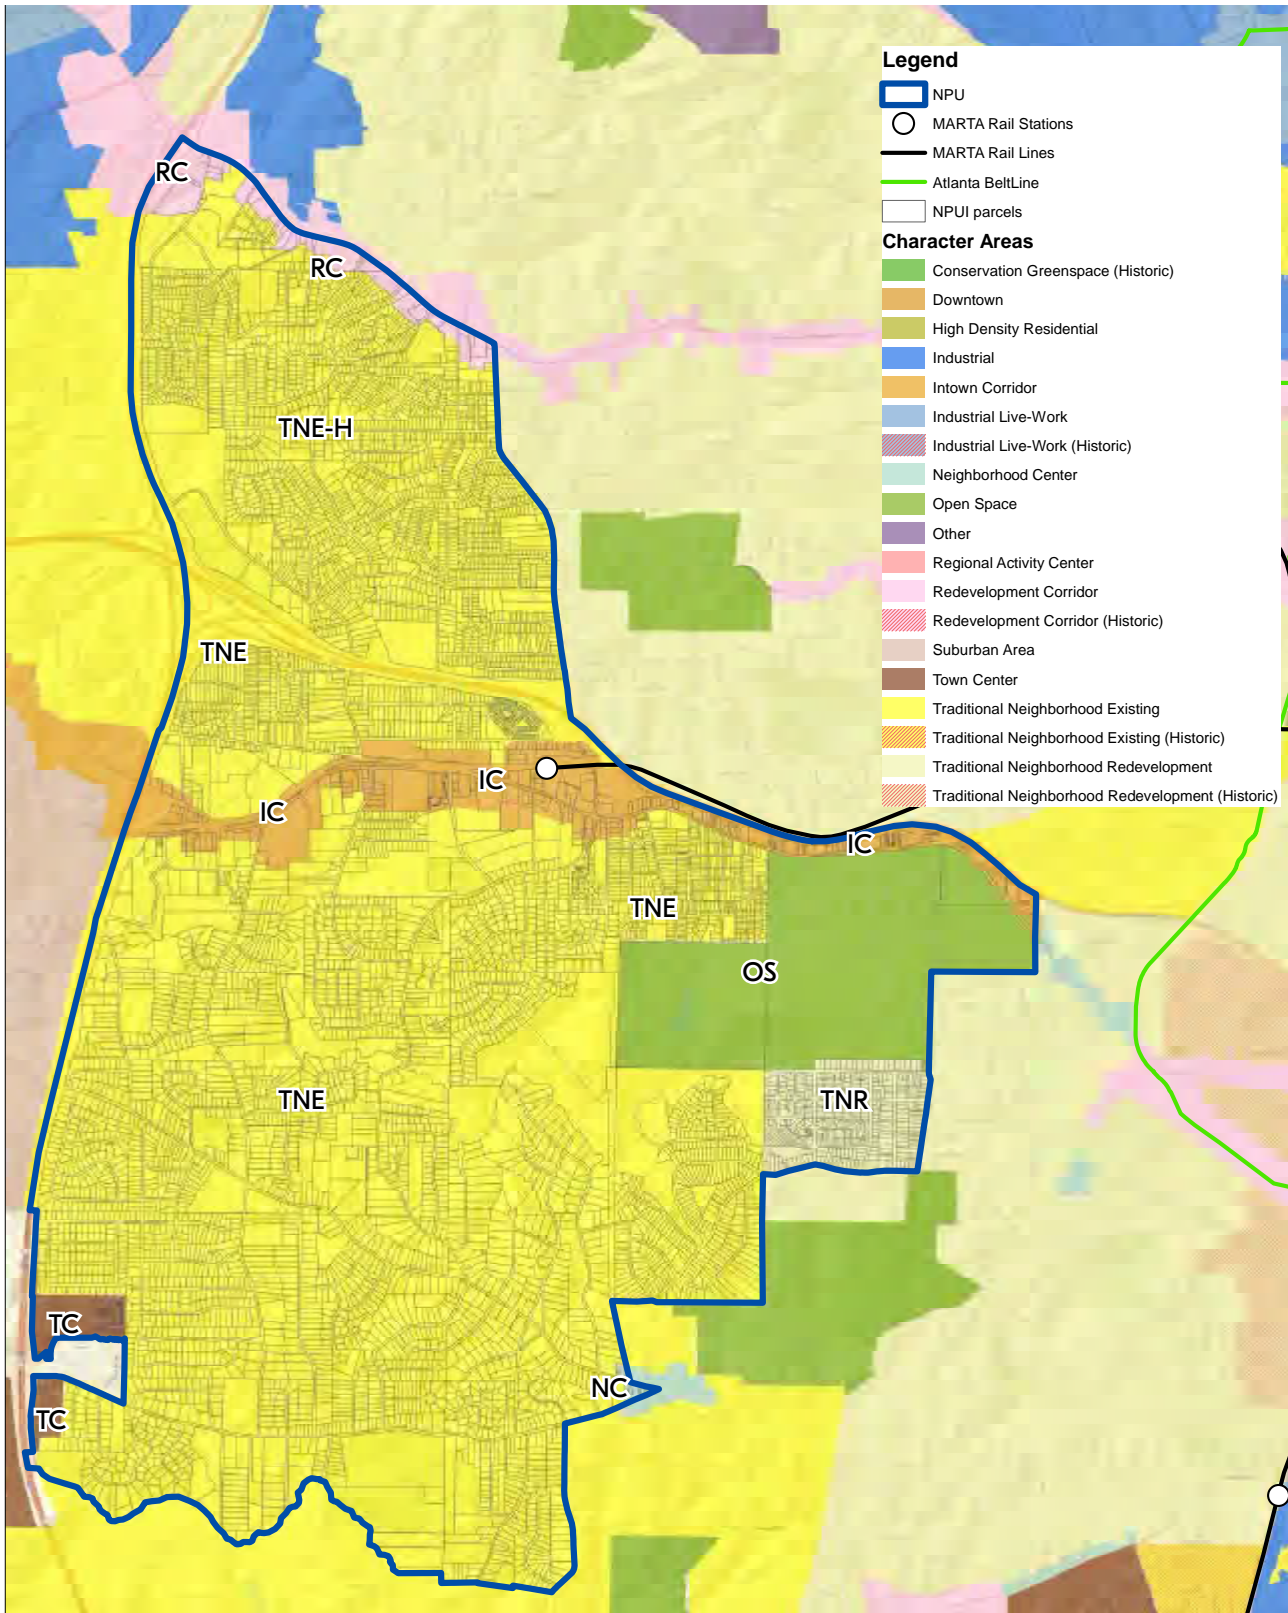 Legend
NPU
MARTA Rail Stations
MARTA Rail Lines
Atlanta BeltLine
NPUI parcels
Character Areas
Conservation Greenspace (Historic)
Downtown
High Density Residential
Industrial
Intown Corridor
Industrial Live-Work
Industrial Live-Work (Historic)
Neighborhood Center
Open Space
Other
Regional Activity Center
Redevelopment Corridor
Redevelopment Corridor (Historic)
Suburban Area
Town Center
Traditional Neighborhood Existing
Traditional Neighborhood Existing (Historic)
Traditional Neighborhood Redevelopment
Traditional Neighborhood Redevelopment (Historic)
RC
RC
TNE-H
TNE
IC
IC
IC
TNE
OS
TNE
TNR
TC
NC
TC